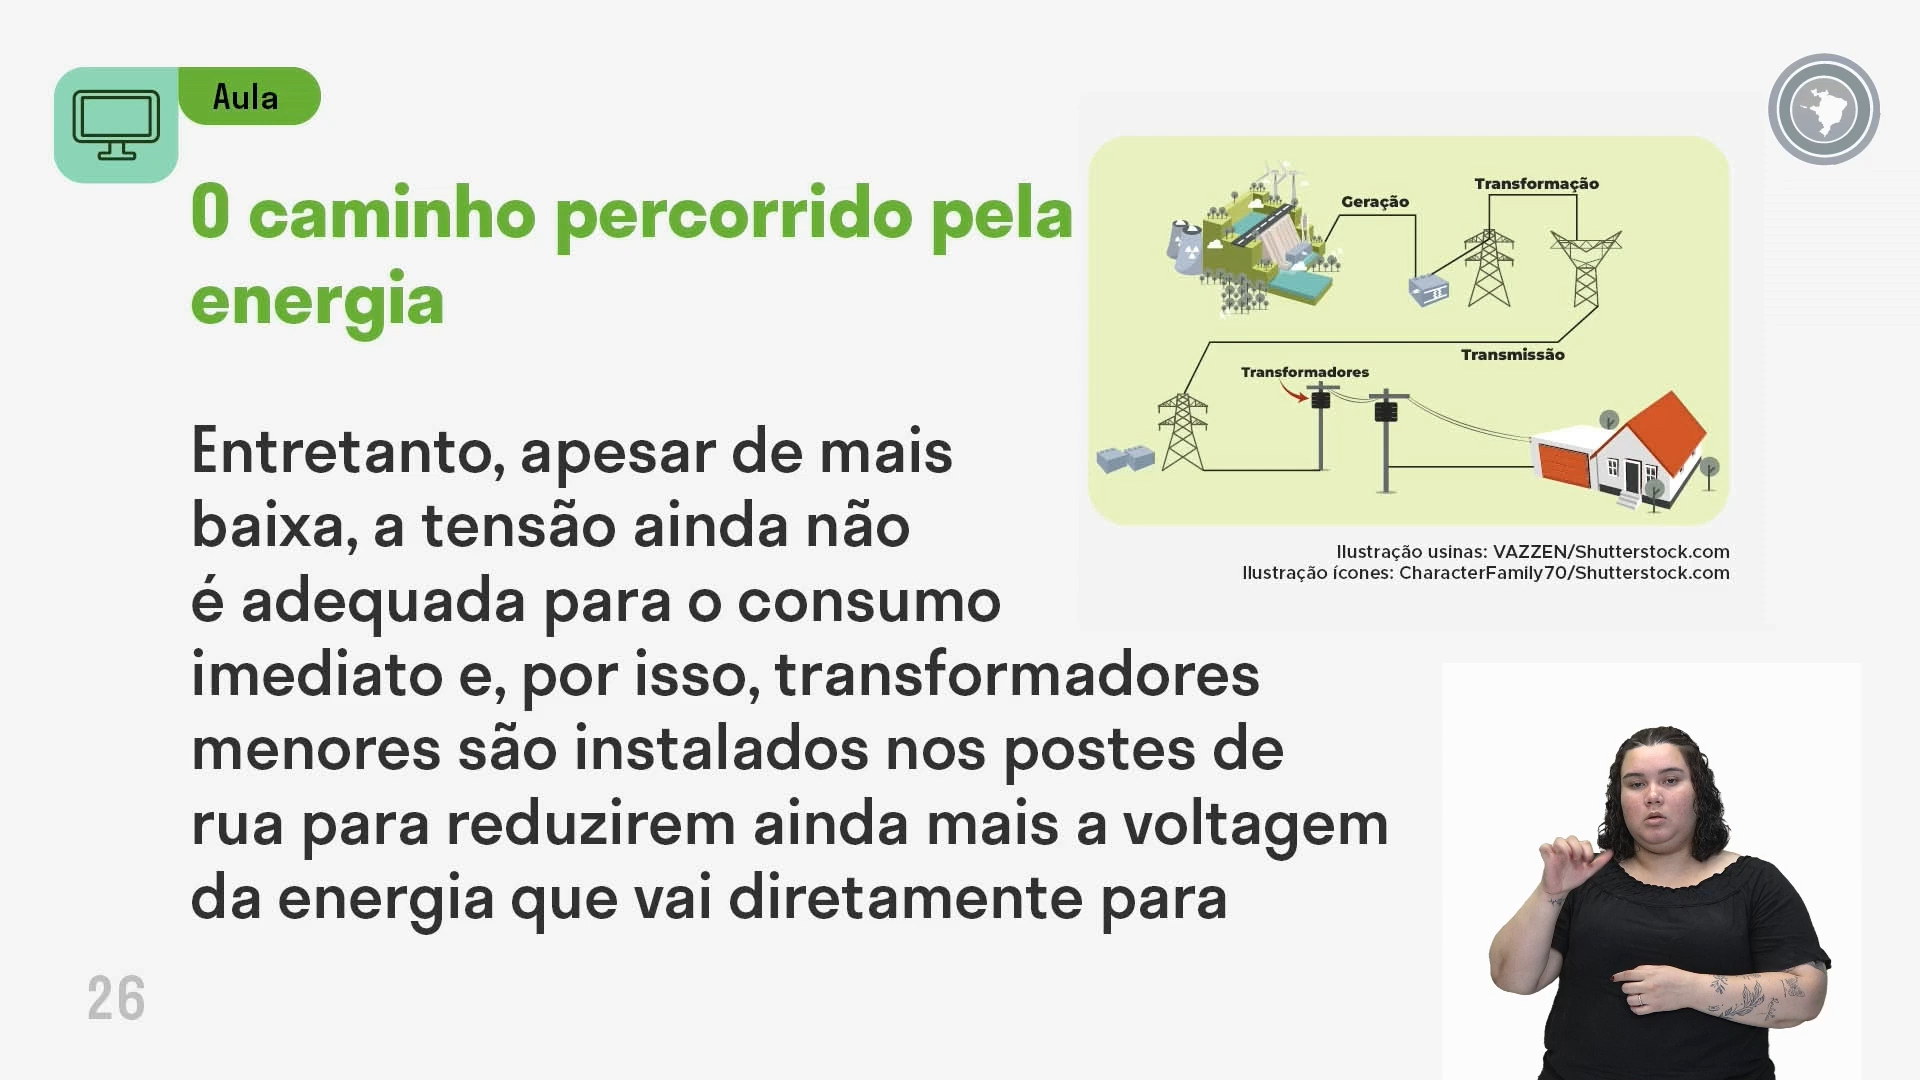 Aula
O caminho percorrido pela
energia
Entretanto, apesar de mais
baixa, a tensão ainda não
é adequada para o consumo
imediato e, por isso, transformadores
menores são instalados nos postes de
rua para reduzirem ainda mais a voltagem
da energia que vai diretamente para
Geração
Transformação
Transmissão
Transformadores
Ilustração usinas: VAZZEN/Shutterstock.com
Ilustração ícones: CharacterFamily70/Shutterstock.com
26